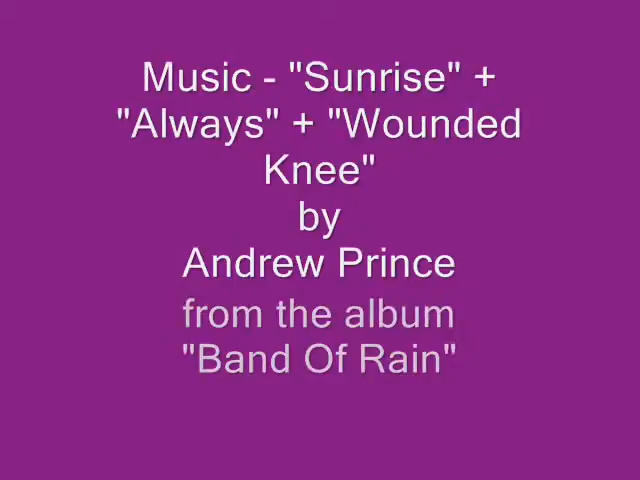 Music - "Sunrise" +
"Always" + "Wounded
Knee"
by
Andrew Prince
from the album
"Band Of Rain"